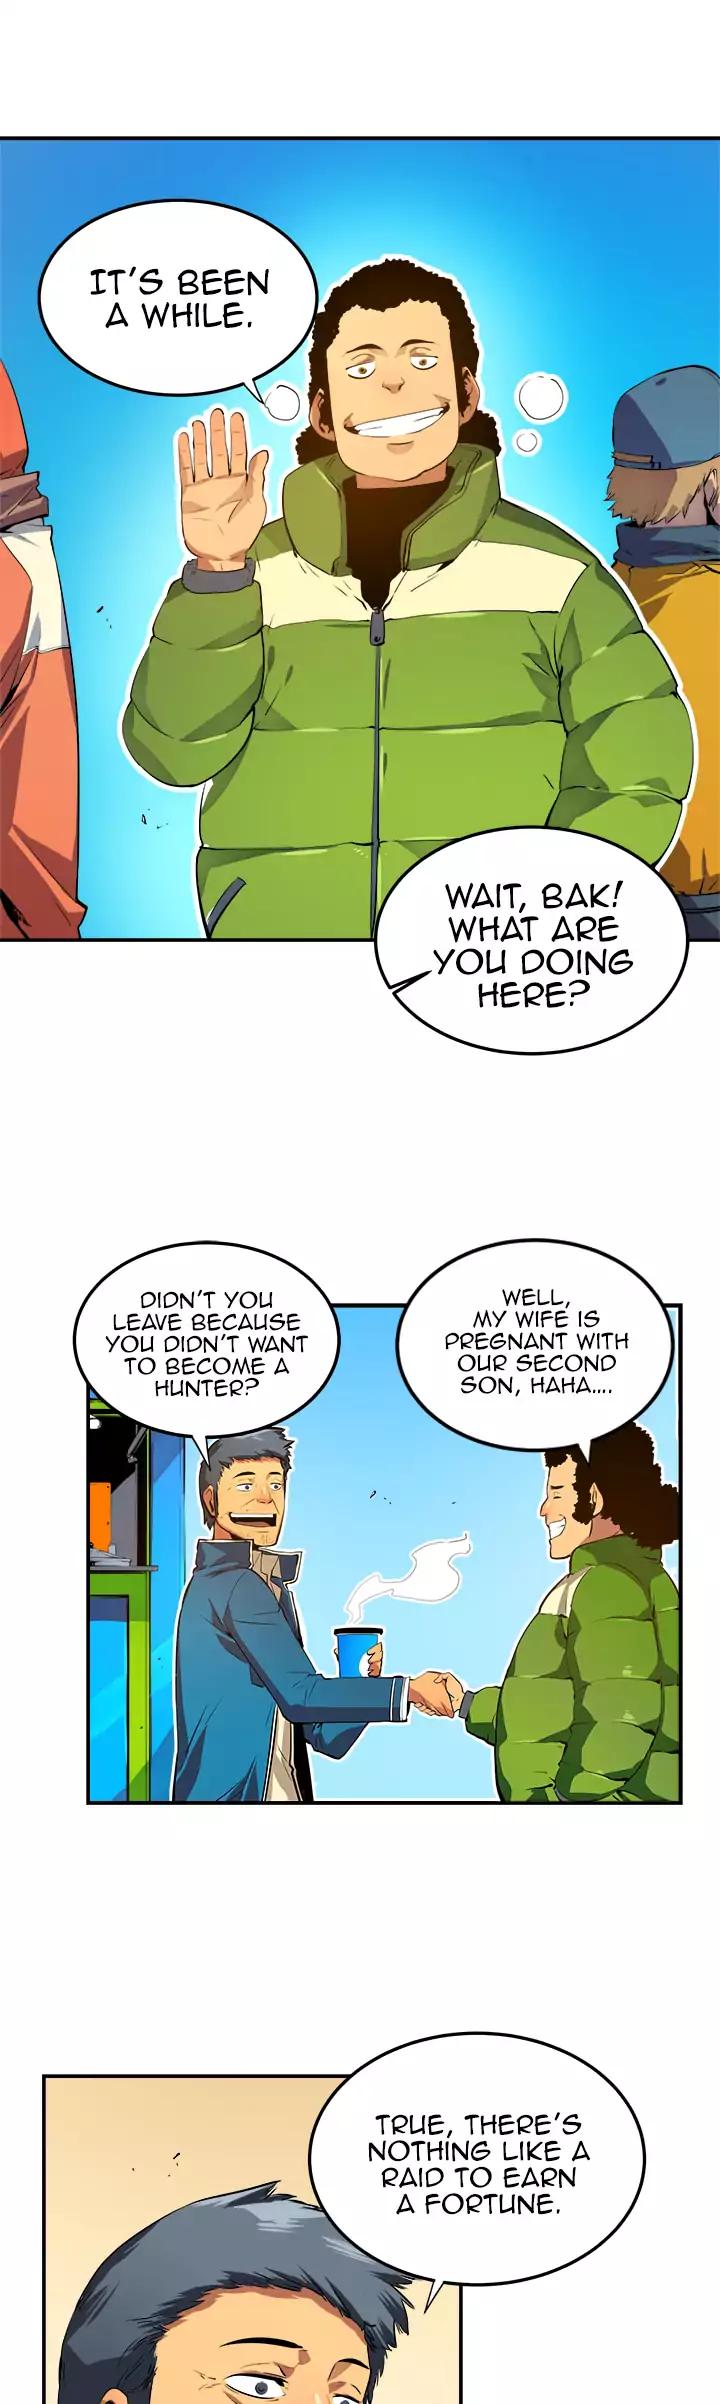 IT'S BEEN
A WHILE.
WAIT, BAK!
WHAT ARE
YOU DOING
HERE?
DIDN'T YOU
LEAVE BECAUSE
YOU DIDN'T WANT
TO BECOME A
HUNTER?
WELL,
MY WIFE IS
PREGNANT WITH
OUR SECOND
SON, HAHA....
TRUE, THERE'S
NOTHING LIKE A
RAID TO EARN
A FORTUNE.